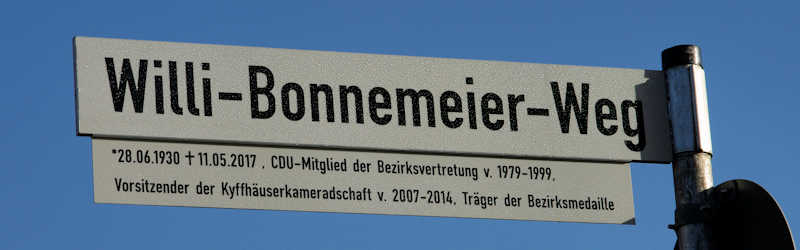 Willi-Bonnemeier-Weg
*28.06.1930 ✝11.05.2017 , CDU-Mitglied der Bezirksvertretung v. 1979-1999,
Vorsitzender der Kyffhäuserkameradschaft v. 2007-2014, Träger der Bezirksmedaille